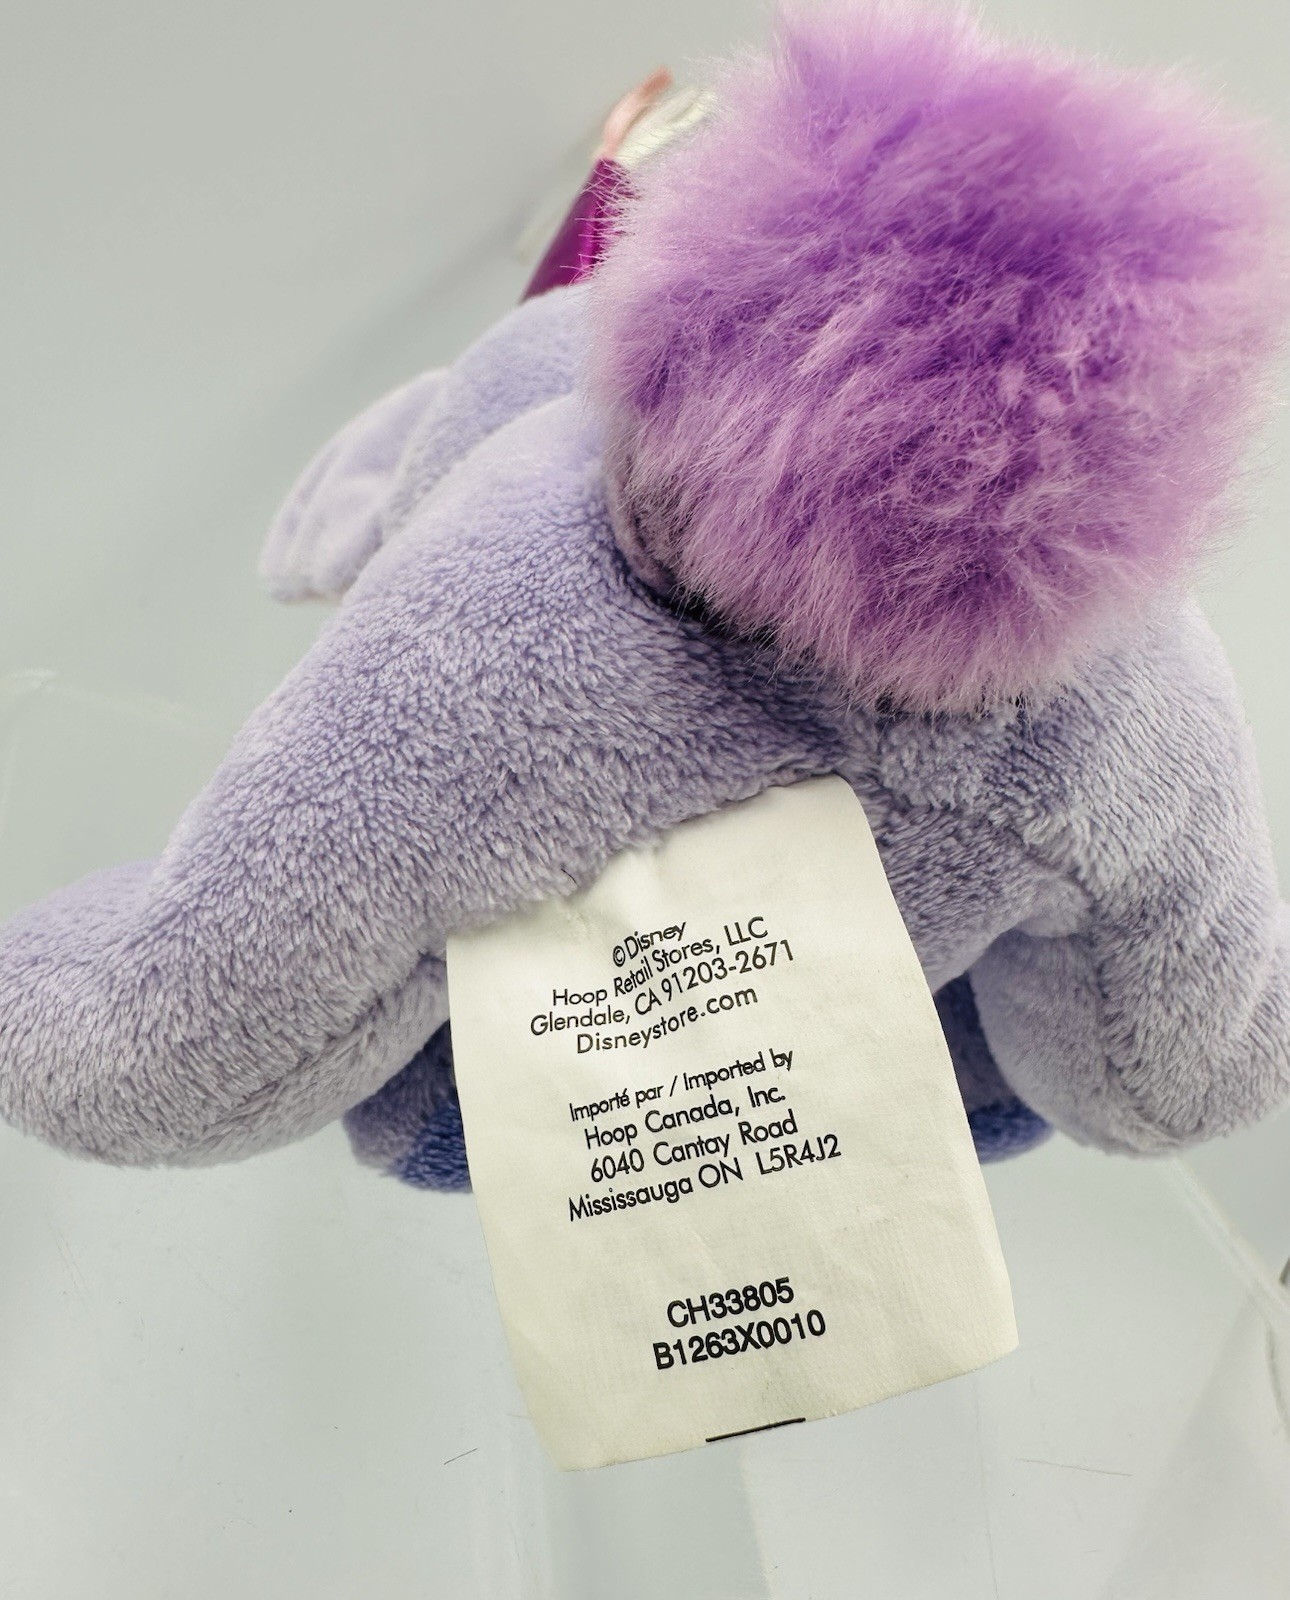 ©Disney
Hoop Retail Stores, LLC
Glendale, CA 91203-2671
Disneystore.com
Importé par / Imported by
Hoop Canada, Inc.
6040 Cantay Road
Mississauga ON L5R4J2
CH33805
B1263X0010